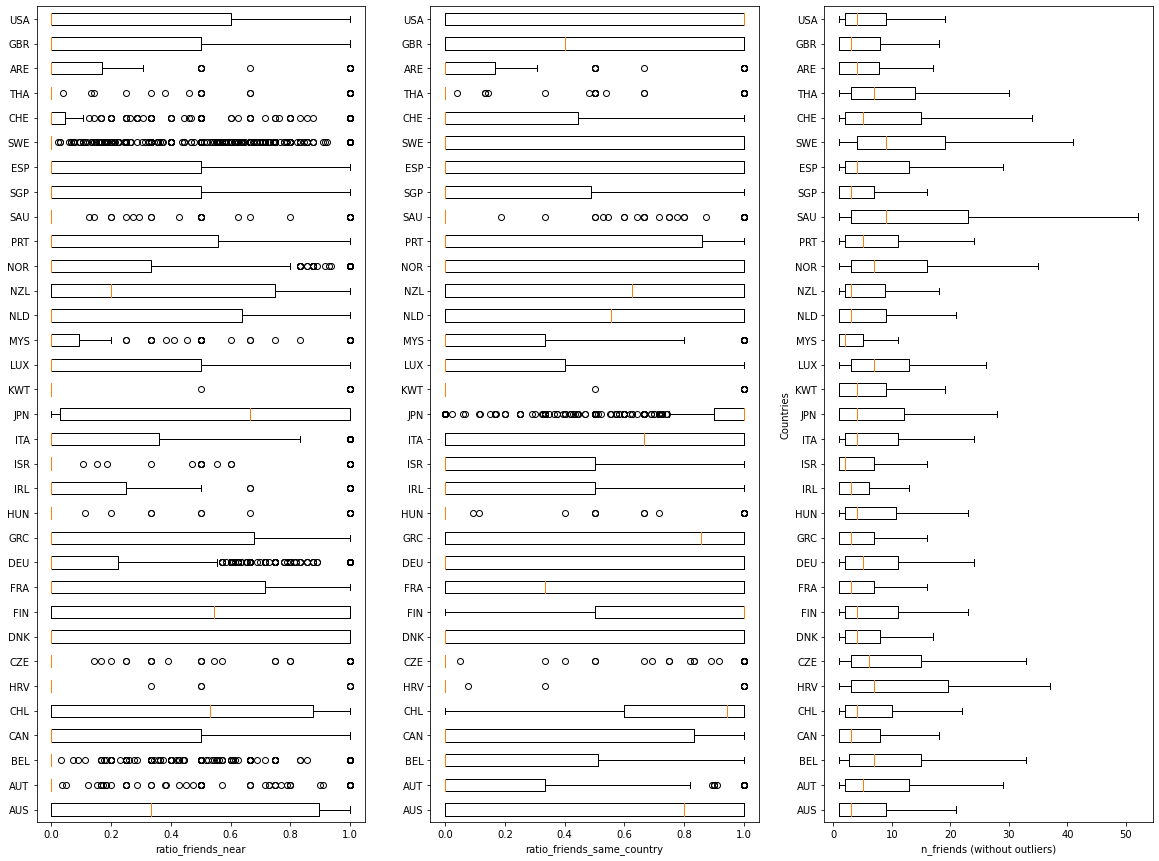 USA
GBR
ARE
THA
CHE
SWE
ESP
SGP
SAU
PRT
NOR
NZL
NLD
MYS
LUX
KWT
JPN
ITA
ISR
IRL
HUN
GRC
DEU
FRA
FIN
DNK
CZE
HRV
CHL
CAN
BEL
AUT
AUS
0.0 0.2 0.4 0.6 0.8 1.0
ratio_friends_near
USA
GBR
ARE
THA
CHE
SWE
ESP
SGP
SAU
PRT
NOR
NZL
NLD
MYS
LUX
KWT
JPN
ITA
ISR
IRL
HUN
GRC
DEU
FRA
FIN
DNK
CZE
HRV
CHL
CAN
BEL
AUT
AUS
0.0 0.2 0.4 0.6 0.8 1.0
ratio_friends_same_country
Countries
USA
GBR
ARE
THA
CHE
SWE
ESP
SGP
SAU
PRT
NOR
NZL
NLD
MYS
LUX
KWT
JPN
ITA
ISR
IRL
HUN
GRC
DEU
FRA
FIN
DNK
CZE
HRV
CHL
CAN
BEL
AUT
AUS
0 10 20 30 40 50
n_friends (without outliers)